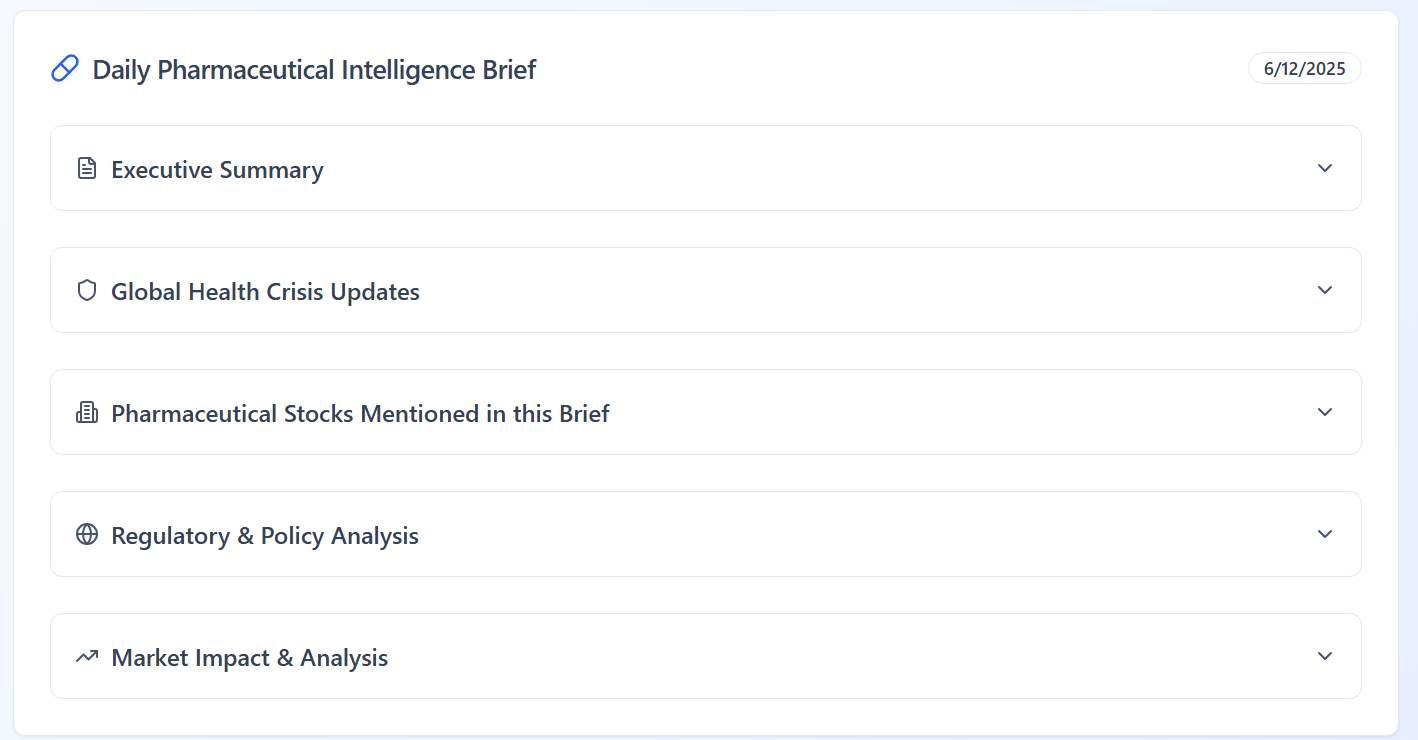 Daily Pharmaceutical Intelligence Brief
6/12/2025
Executive Summary
Global Health Crisis Updates
Pharmaceutical Stocks Mentioned in this Brief
Regulatory & Policy Analysis
Market Impact & Analysis